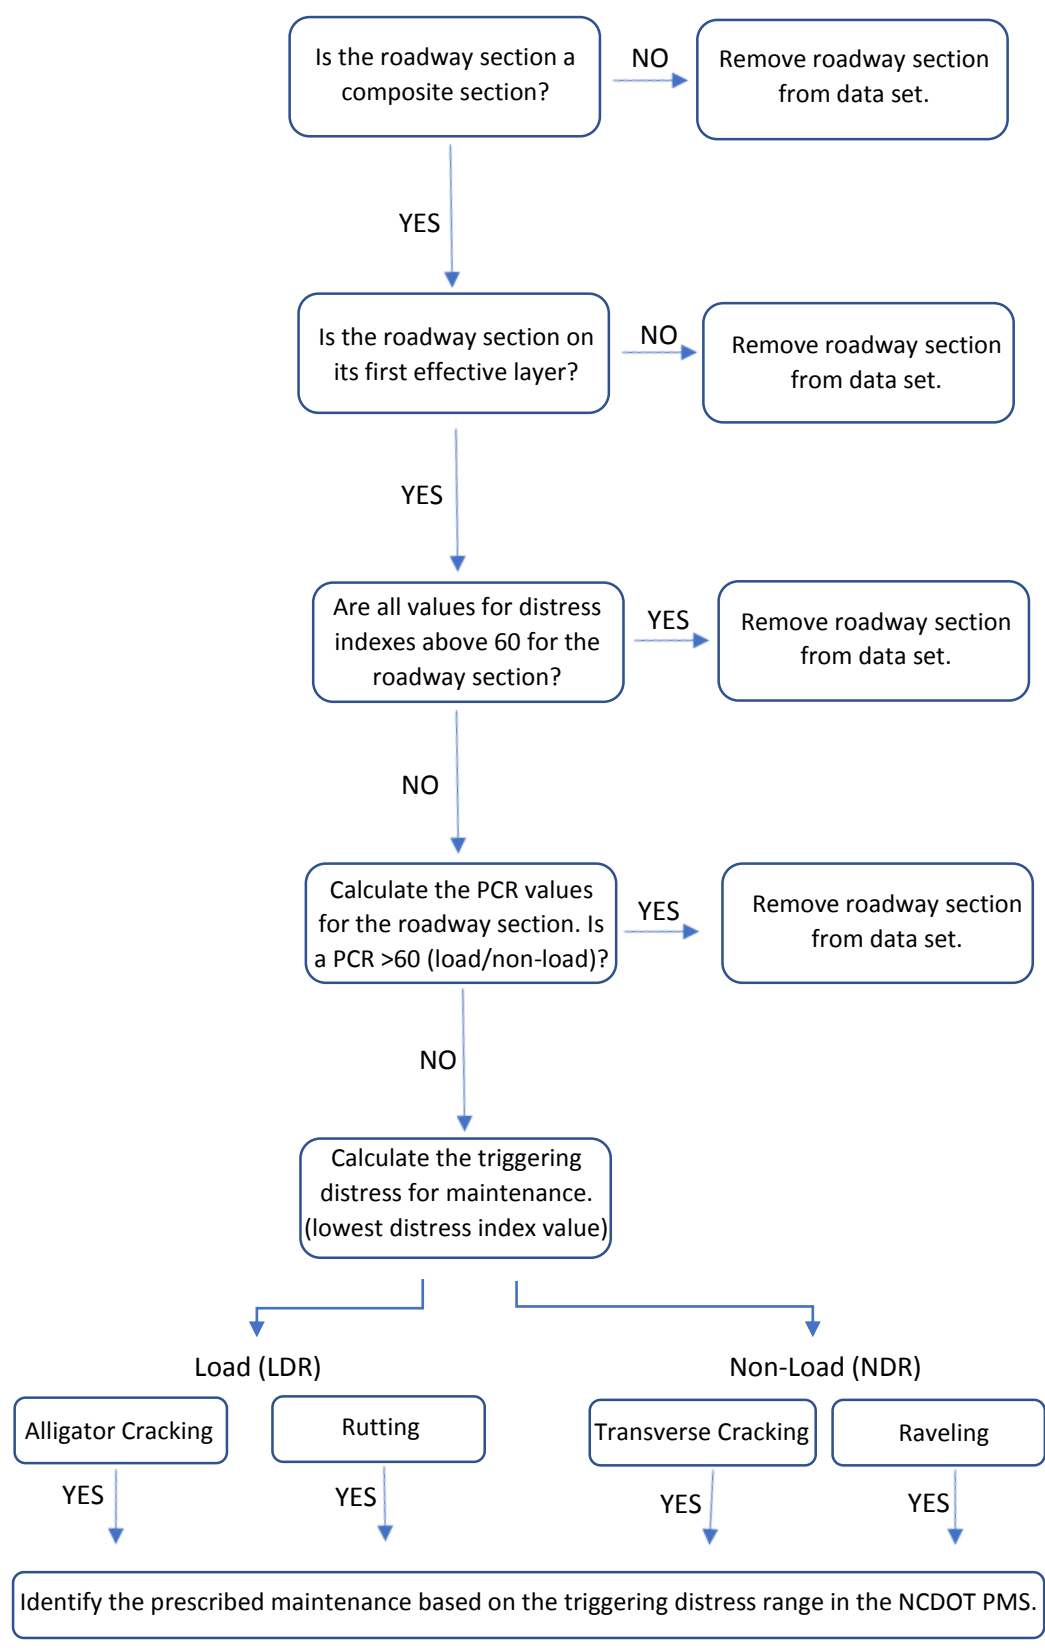 Is the roadway section a
composite section?
NO
Remove roadway section
from data set.
YES
Is the roadway section on
its first effective layer?
NO
Remove roadway section
from data set.
YES
Are all values for distress
indexes above 60 for the
roadway section?
YES
Remove roadway section
from data set.
NO
Calculate the PCR values
for the roadway section. Is
a PCR >60 (load/non-load)?
YES
Remove roadway section
from data set.
NO
Calculate the triggering
distress for maintenance.
(lowest distress index value)
Load (LDR)
Non-Load (NDR)
Alligator Cracking
Rutting
Transverse Cracking
Raveling
YES
YES
YES
YES
Identify the prescribed maintenance based on the triggering distress range in the NCDOT PMS.